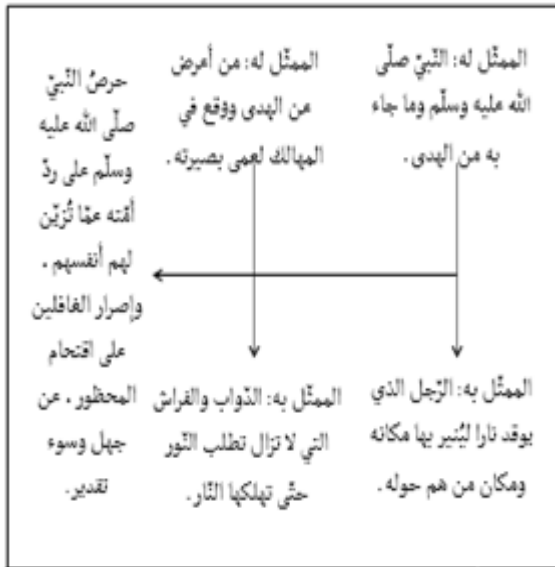 الممثّل له: النّبيّ صلّى
الله عليه وسلّم وما جاء
به من الهدى.
الممثّل له: من أمرض
من الهدى ووقع في
المهالك لعمى بصيرته.
حرصُ النّبيّ
صلّى الله عليه
وسلّم على ردّ
أمّته عمّا تُزيّن
لهم أنفسهم.
وإصرار الغافلين
على اقتحام
المحظور. عن
جهل وسوء
تقدير.
الممثّل به: الرّجل الذي
يوقد نارا ليُنير بها مكانه
ومكان من هم حوله.
الممثّل به: الدّواب والفراش
التي لا تزال تطلب النّور
حتّى تهلكها النّار.